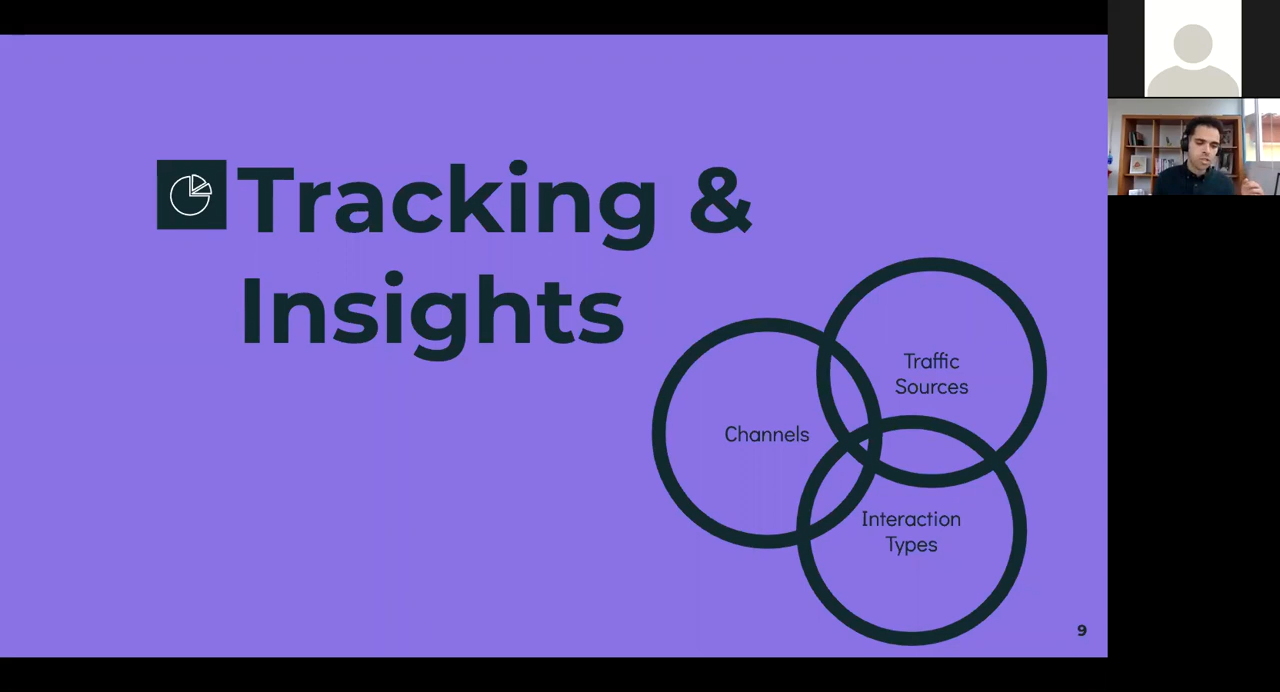 Tracking &
Insights
Traffic
Sources
Channels
Interaction
Types
9